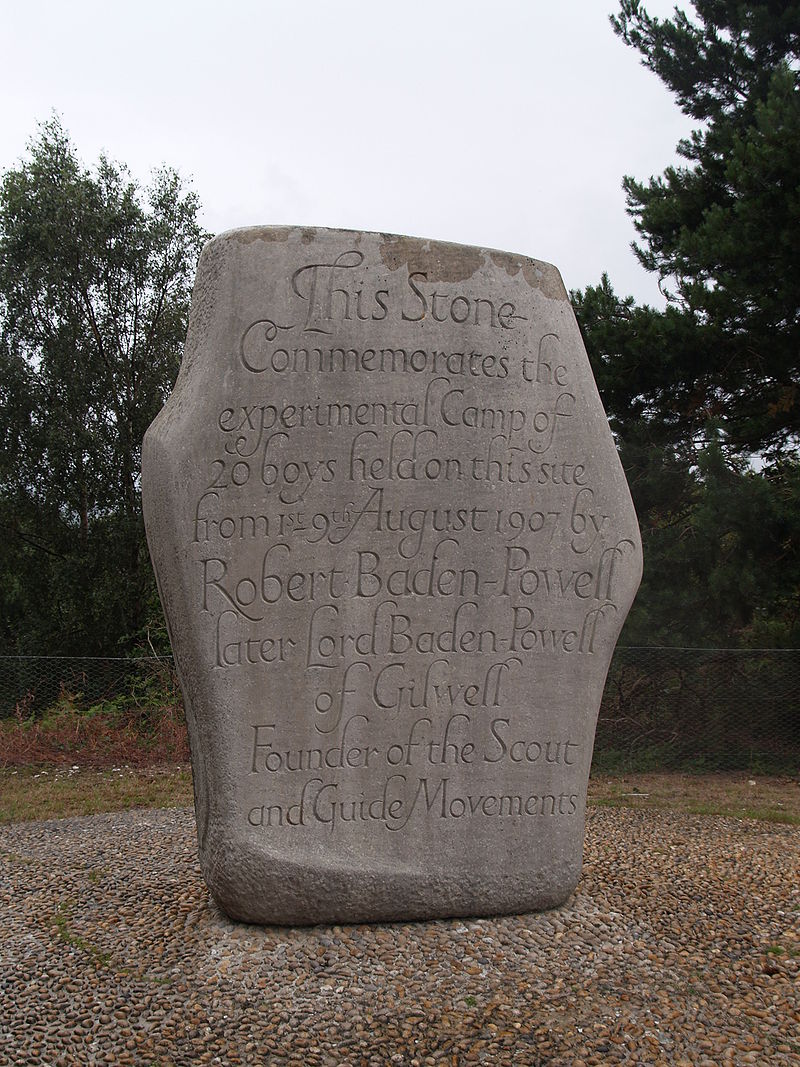 This Stone
Commemorates the
experimental Camp of
20 boys held on this site
from 1st-9th August 1907 by
Robert Baden-Powell
later Lord Baden-Powell
of Gilwell
Founder of the Scout
and Guide Movements